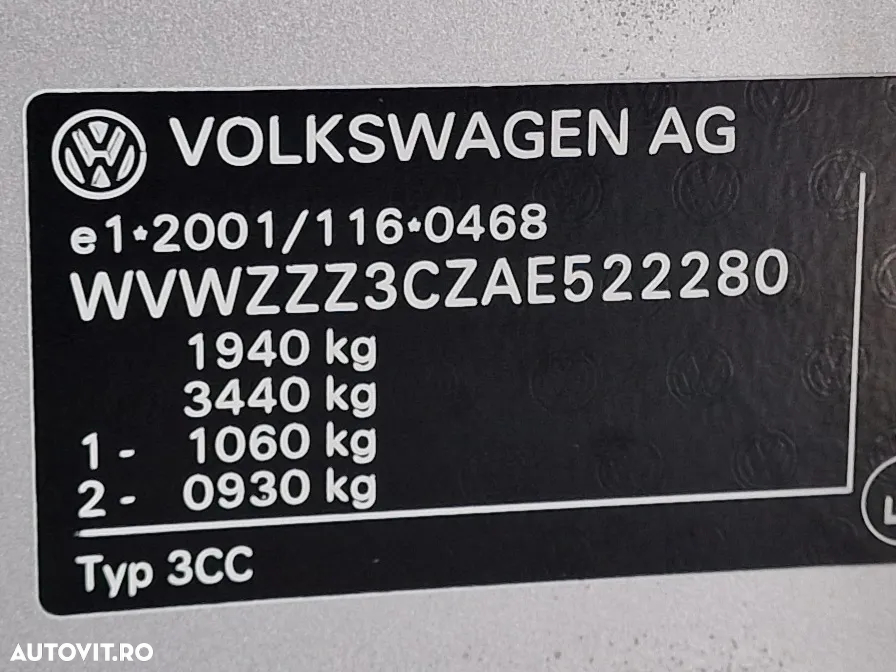 VOLKSWAGEN AG
e1*2001/116*0468
WVWZZZ3CZAE522280
1940 kg
3440 kg
1 - 1060 kg
2 - 0930 kg
Typ 3CC
AUTOVIT.RO